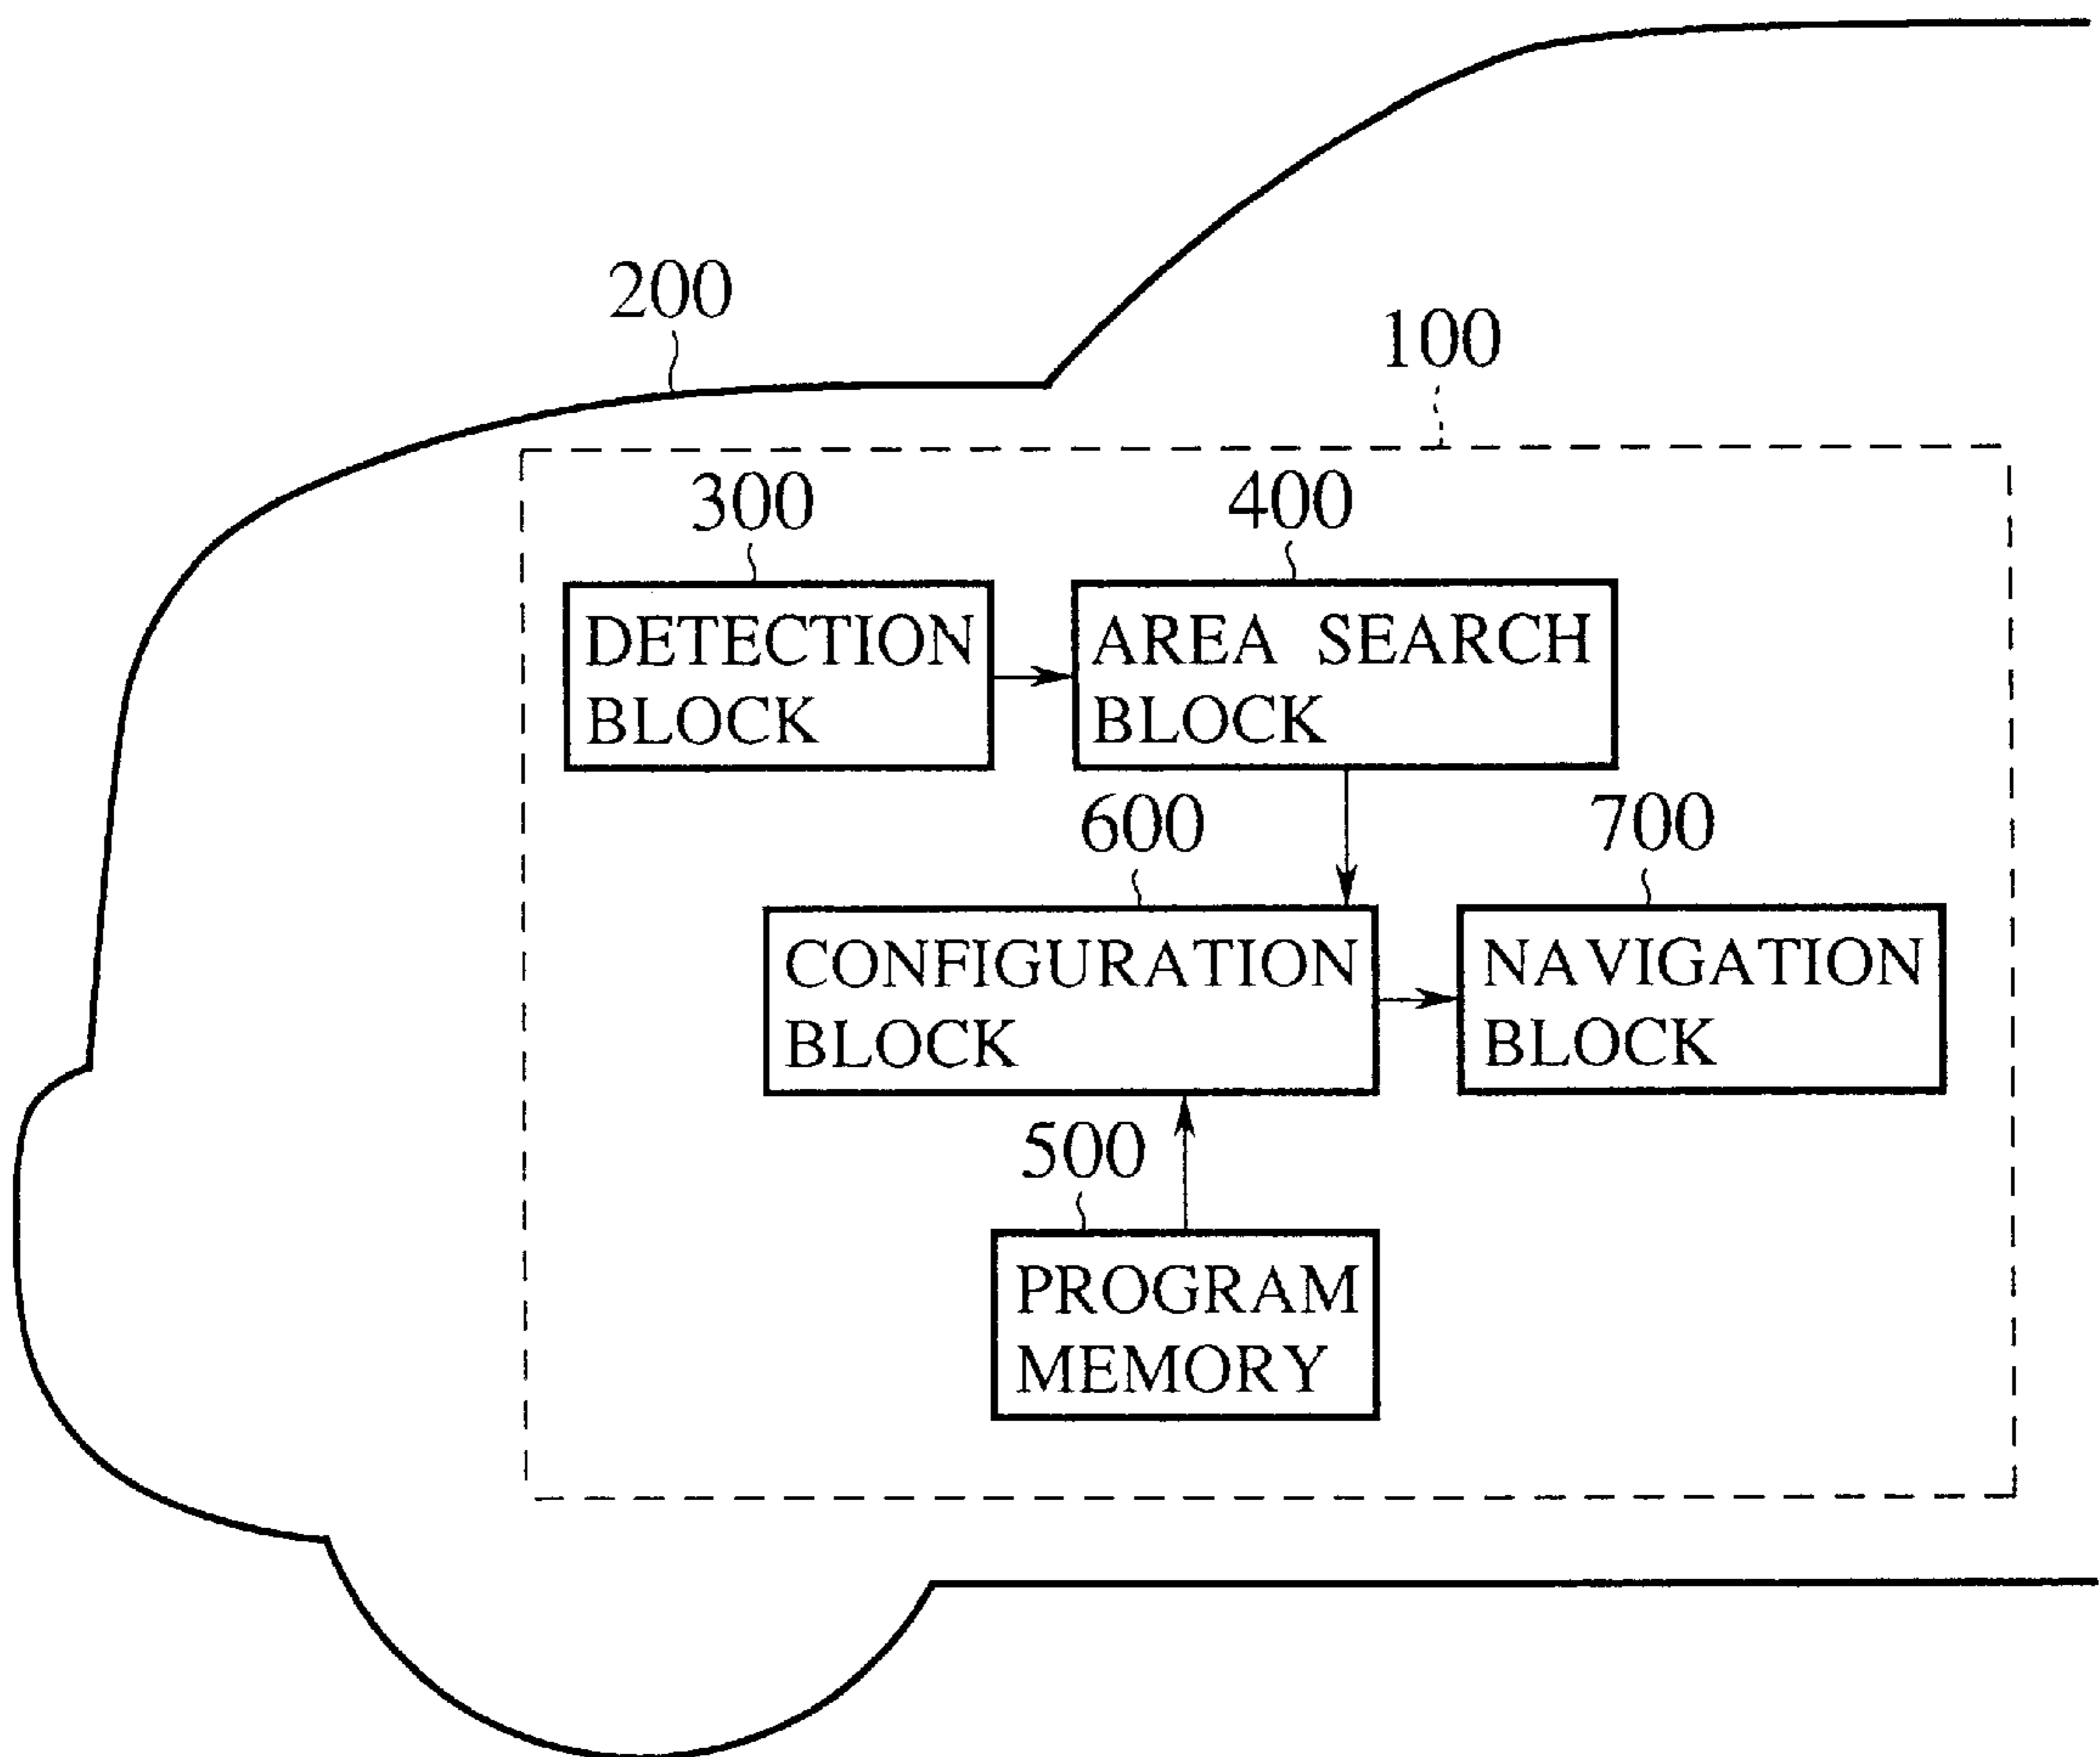 200
100
300
400
DETECTION
BLOCK
AREA SEARCH
BLOCK
600
700
CONFIGURATION
BLOCK
NAVIGATION
BLOCK
500
PROGRAM
MEMORY